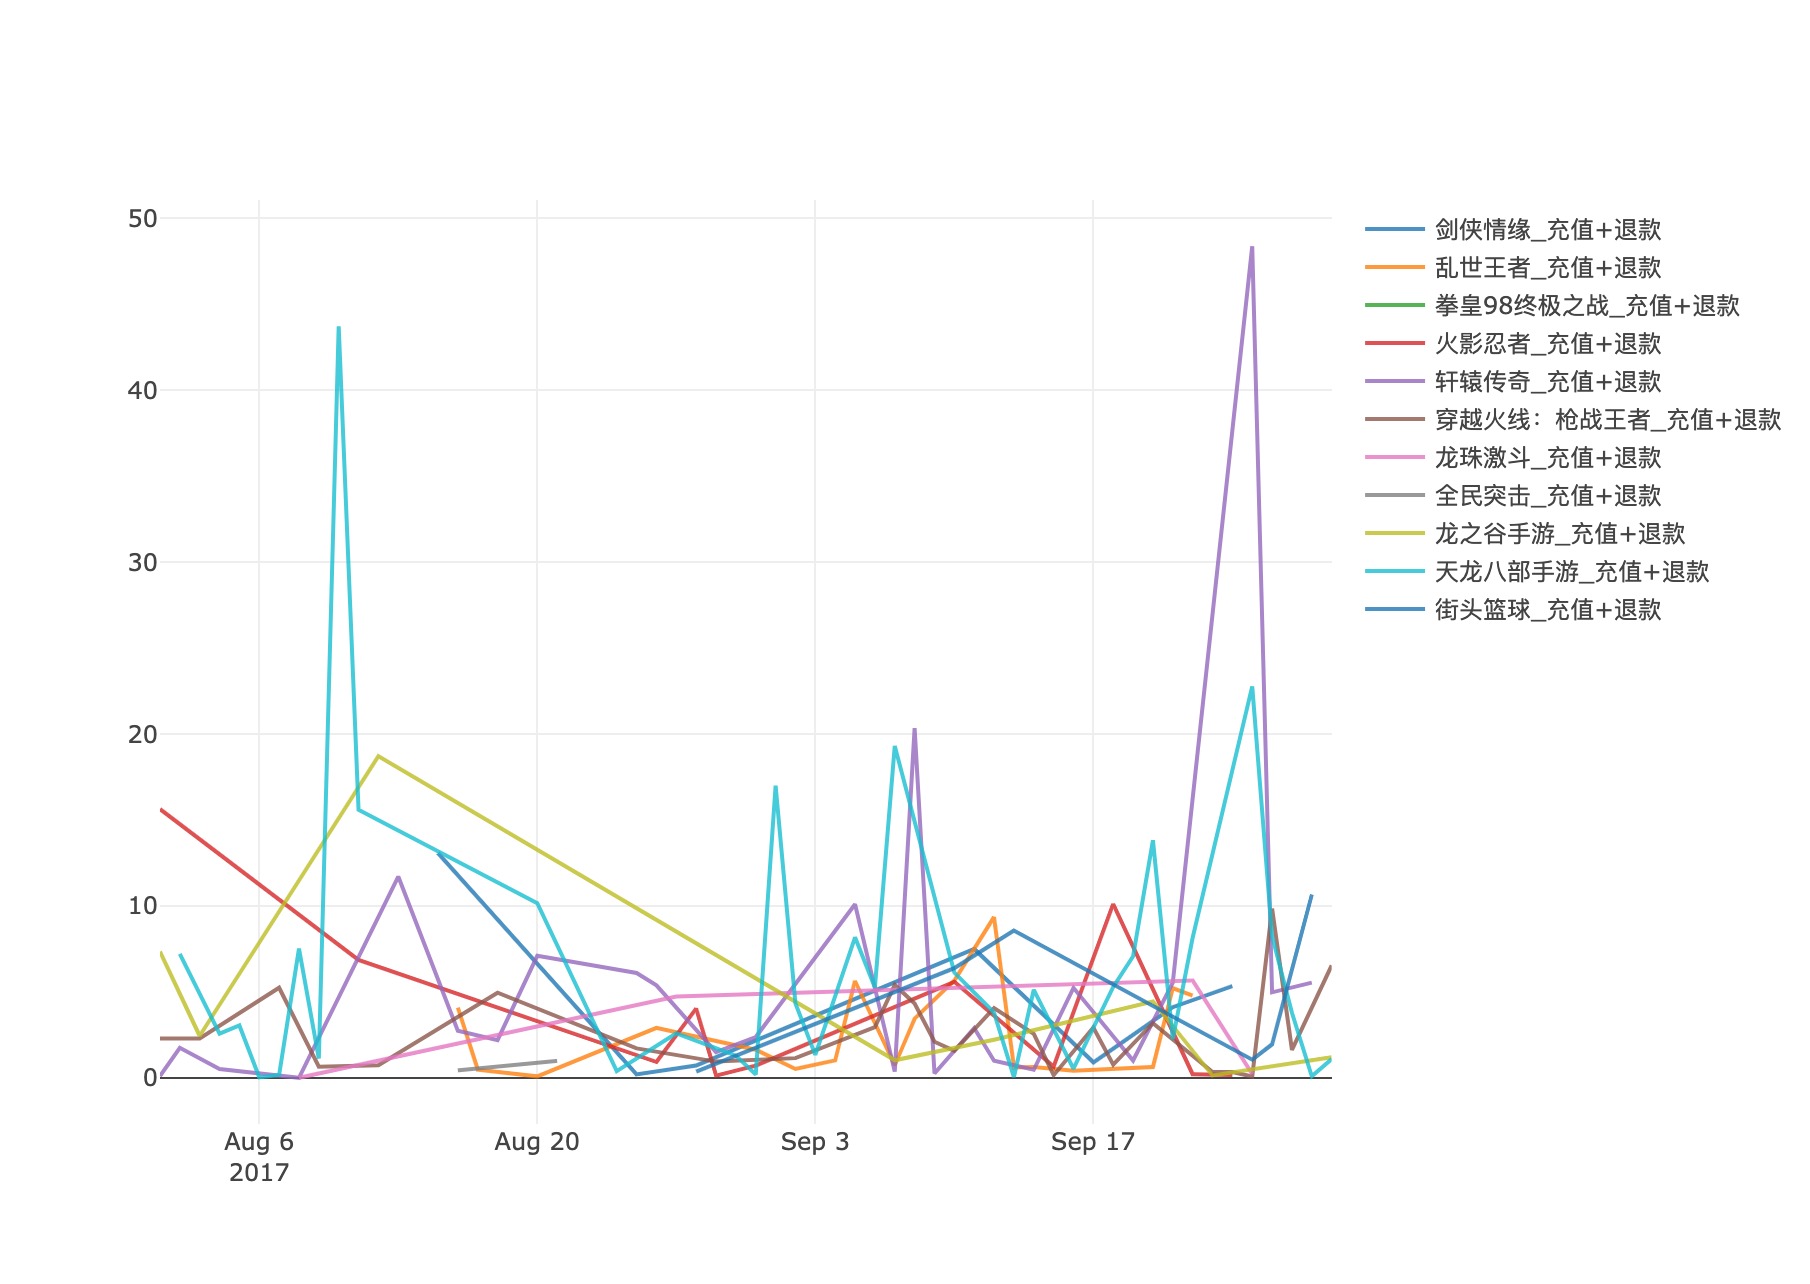 50
40
30
20
10
0
Aug 6
2017
Aug 20
Sep 3
Sep 17
剑侠情缘_充值+退款
乱世王者_充值+退款
拳皇98终极之战_充值+退款
火影忍者_充值+退款
轩辕传奇_充值+退款
穿越火线：枪战王者_充值+退款
龙珠激斗_充值+退款
全民突击_充值+退款
龙之谷手游_充值+退款
天龙八部手游_充值+退款
街头篮球_充值+退款